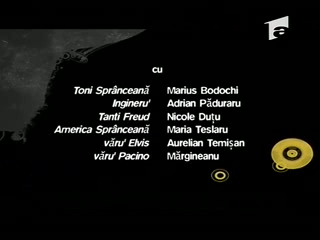 cu
Toni Sprânceană Marius Bodochi
Ingineru' Adrian Păduraru
Tanti Freud Nicole Duțu
America Sprânceană Maria Teslaru
văru' Elvis Aurelian Temișan
văru' Pacino Mărgineanu